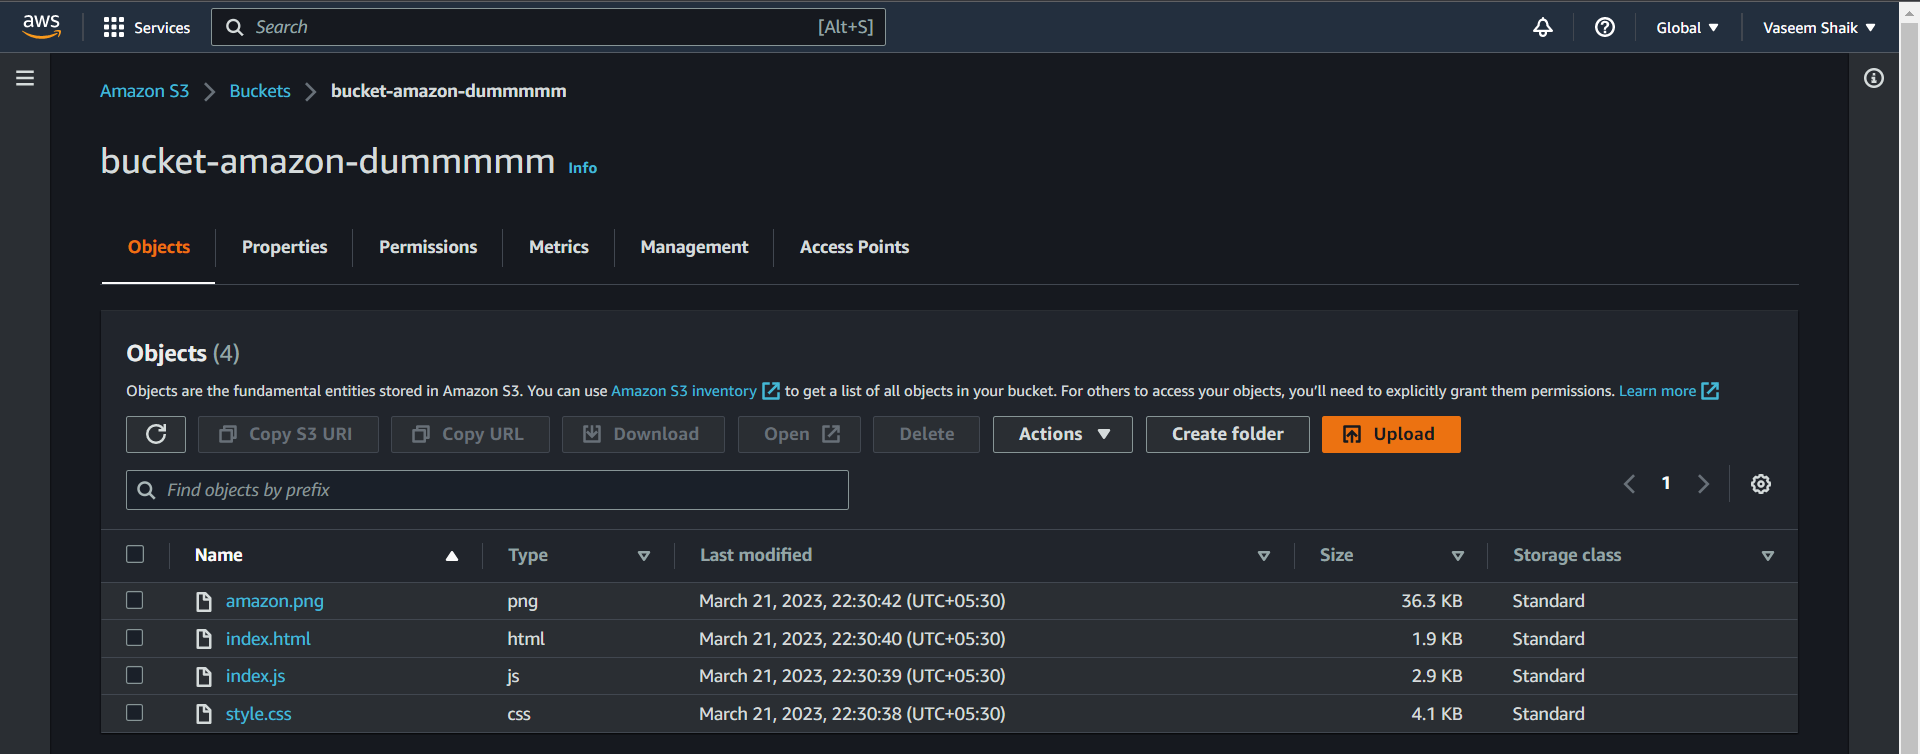 aws Services Search [Alt+S] Global Vaseem Shaik
Amazon S3 Buckets bucket-amazon-dummmmm
bucket-amazon-dummmmm Info
Objects Properties Permissions Metrics Management Access Points
Objects (4)
Objects are the fundamental entities stored in Amazon S3. You can use Amazon S3 inventory to get a list of all objects in your bucket. For others to access your objects, you’ll need to explicitly grant them permissions. Learn more
Copy S3 URI Copy URL Download Open Delete Actions Create folder Upload
Find objects by prefix 1
Name Type Last modified Size Storage class
amazon.png png March 21, 2023, 22:30:42 (UTC+05:30) 36.3 KB Standard
index.html html March 21, 2023, 22:30:40 (UTC+05:30) 1.9 KB Standard
index.js js March 21, 2023, 22:30:39 (UTC+05:30) 2.9 KB Standard
style.css css March 21, 2023, 22:30:38 (UTC+05:30) 4.1 KB Standard